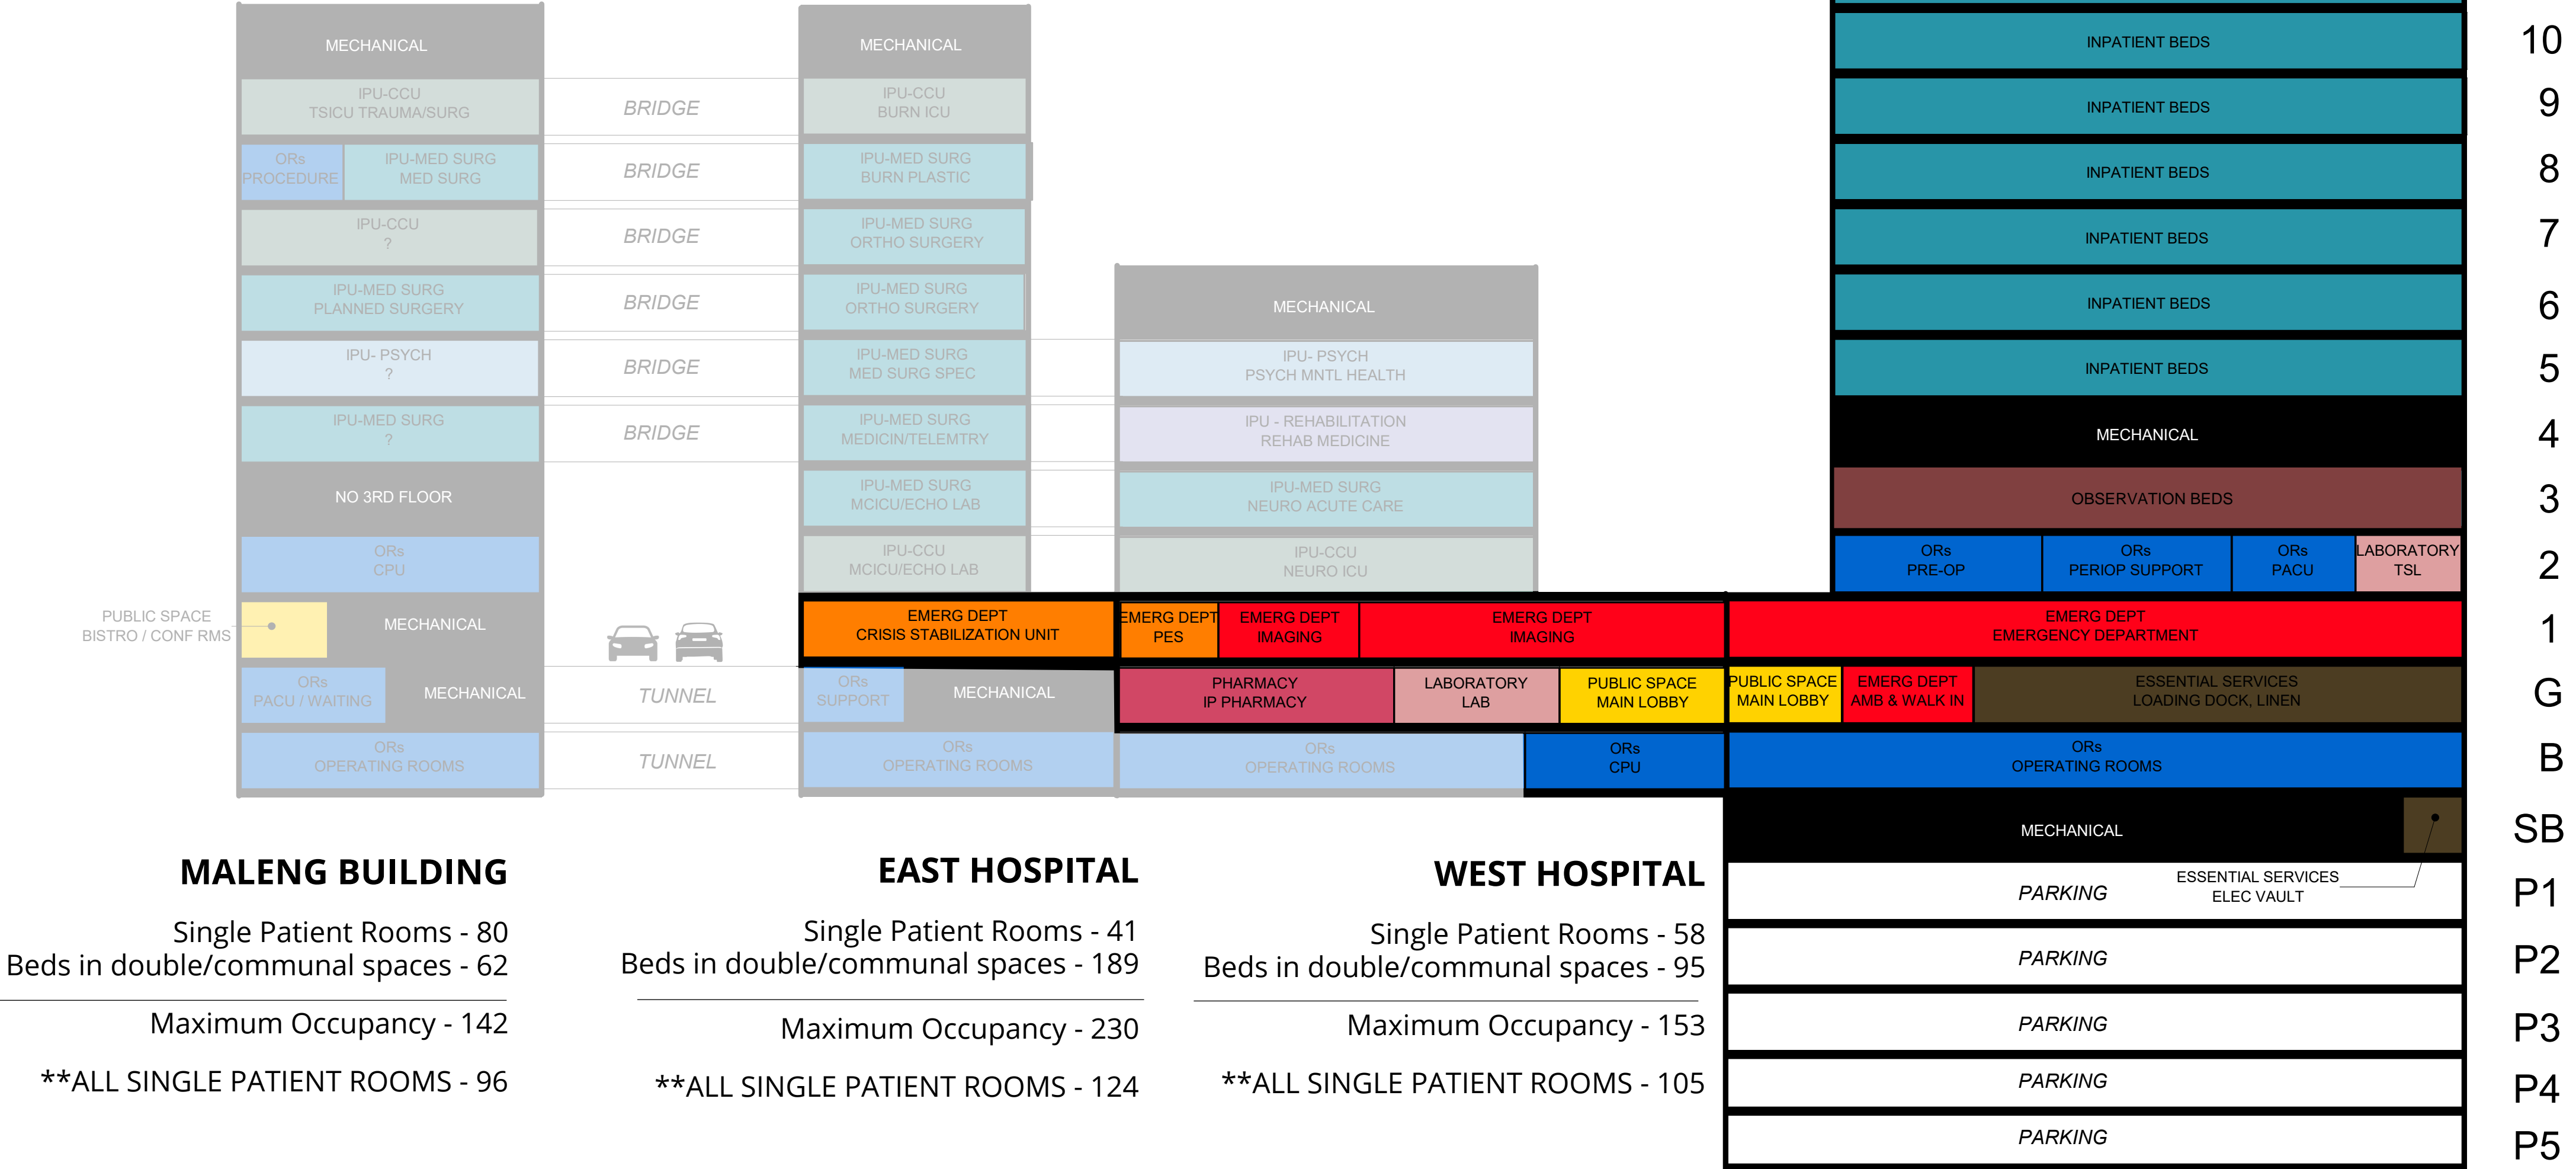 MECHANICAL
MECHANICAL
INPATIENT BEDS
10
IPU-CCU
TSICU TRAUMA/SURG
BRIDGE
IPU-CCU
BURN ICU
INPATIENT BEDS
9
ORs
PROCEDURE
IPU-MED SURG
MED SURG
BRIDGE
IPU-MED SURG
BURN PLASTIC
INPATIENT BEDS
8
IPU-CCU
?
BRIDGE
IPU-MED SURG
ORTHO SURGERY
INPATIENT BEDS
7
IPU-MED SURG
PLANNED SURGERY
BRIDGE
IPU-MED SURG
ORTHO SURGERY
MECHANICAL
INPATIENT BEDS
6
IPU- PSYCH
?
BRIDGE
IPU-MED SURG
MED SURG SPEC
IPU- PSYCH
PSYCH MNTL HEALTH
INPATIENT BEDS
5
IPU-MED SURG
?
BRIDGE
IPU-MED SURG
MEDICIN/TELEMTRY
IPU - REHABILITATION
REHAB MEDICINE
MECHANICAL
4
NO 3RD FLOOR
IPU-MED SURG
MCICU/ECHO LAB
IPU-MED SURG
NEURO ACUTE CARE
OBSERVATION BEDS
3
ORs
CPU
IPU-CCU
MCICU/ECHO LAB
IPU-CCU
NEURO ICU
ORs
PRE-OP
ORs
PERIOP SUPPORT
ORs
PACU
LABORATORY
TSL
2
PUBLIC SPACE
BISTRO / CONF RMS
MECHANICAL
EMERG DEPT
CRISIS STABILIZATION UNIT
EMERG DEPT
PES
EMERG DEPT
IMAGING
EMERG DEPT
IMAGING
EMERG DEPT
EMERGENCY DEPARTMENT
1
ORs
PACU / WAITING
MECHANICAL
TUNNEL
ORs
SUPPORT
MECHANICAL
PHARMACY
IP PHARMACY
LABORATORY
LAB
PUBLIC SPACE
MAIN LOBBY
PUBLIC SPACE
MAIN LOBBY
EMERG DEPT
AMB & WALK IN
ESSENTIAL SERVICES
LOADING DOCK, LINEN
G
ORs
OPERATING ROOMS
TUNNEL
ORs
OPERATING ROOMS
ORs
OPERATING ROOMS
ORs
CPU
ORs
OPERATING ROOMS
B
MECHANICAL
SB
PARKING
ESSENTIAL SERVICES
ELEC VAULT
P1
PARKING
P2
PARKING
P3
PARKING
P4
PARKING
P5
MALENG BUILDING
Single Patient Rooms - 80
Beds in double/communal spaces - 62
Maximum Occupancy - 142
**ALL SINGLE PATIENT ROOMS - 96
EAST HOSPITAL
Single Patient Rooms - 41
Beds in double/communal spaces - 189
Maximum Occupancy - 230
**ALL SINGLE PATIENT ROOMS - 124
WEST HOSPITAL
Single Patient Rooms - 58
Beds in double/communal spaces - 95
Maximum Occupancy - 153
**ALL SINGLE PATIENT ROOMS - 105